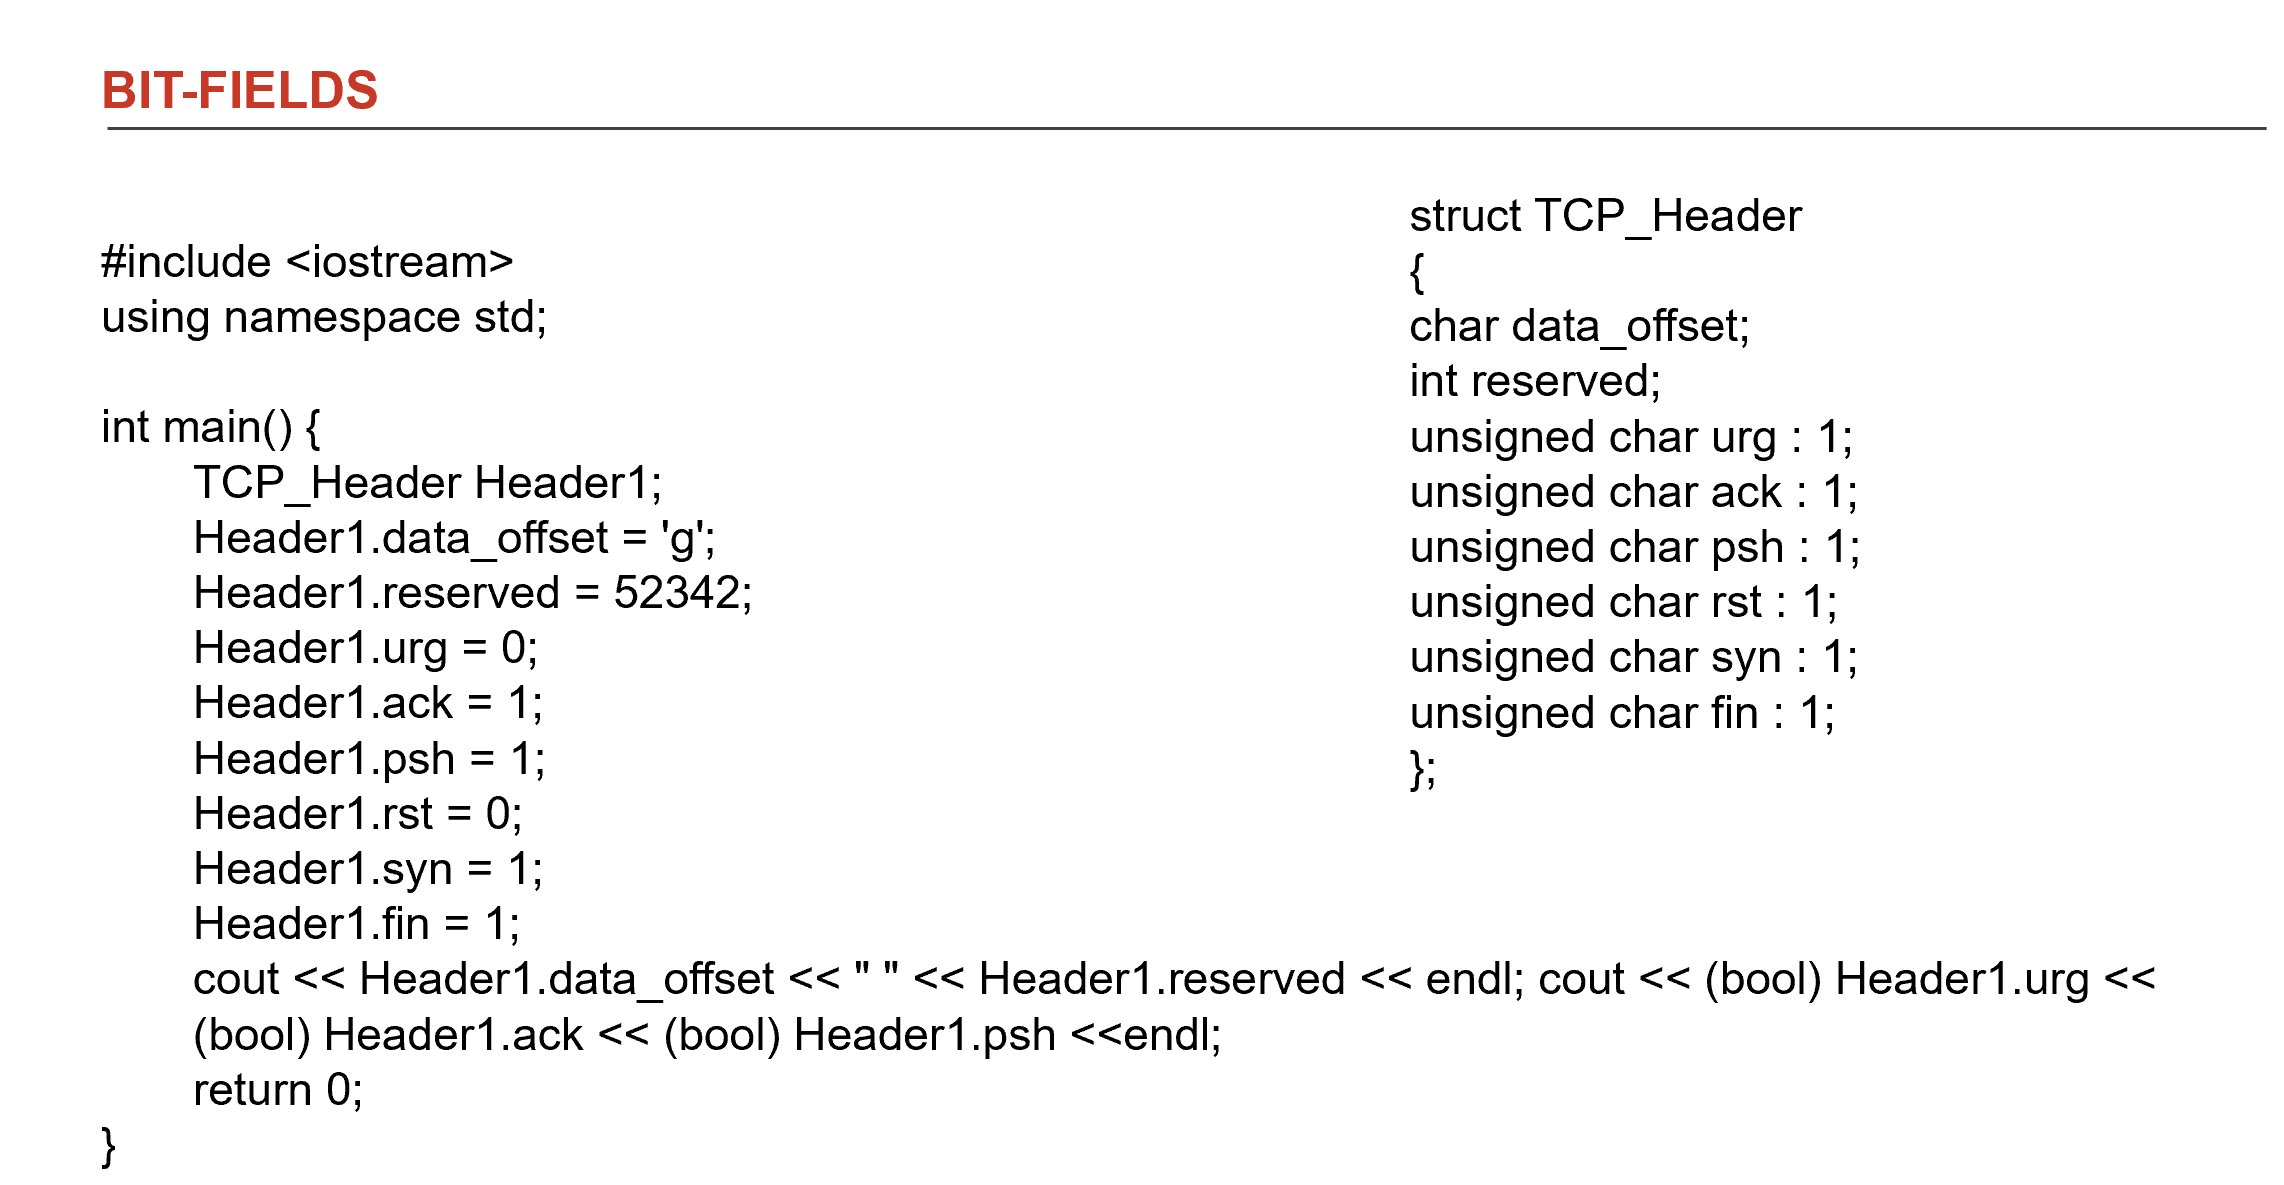 BIT-FIELDS
#include <iostream>
using namespace std;
int main() {
TCP_Header Header1;
Header1.data_offset = 'g';
Header1.reserved = 52342;
Header1.urg = 0;
Header1.ack = 1;
Header1.psh = 1;
Header1.rst = 0;
Header1.syn = 1;
Header1.fin = 1;
cout << Header1.data_offset << " " << Header1.reserved << endl; cout << (bool) Header1.urg <<
(bool) Header1.ack << (bool) Header1.psh <<endl;
return 0;
}
struct TCP_Header
{
char data_offset;
int reserved;
unsigned char urg : 1;
unsigned char ack : 1;
unsigned char psh : 1;
unsigned char rst : 1;
unsigned char syn : 1;
unsigned char fin : 1;
};